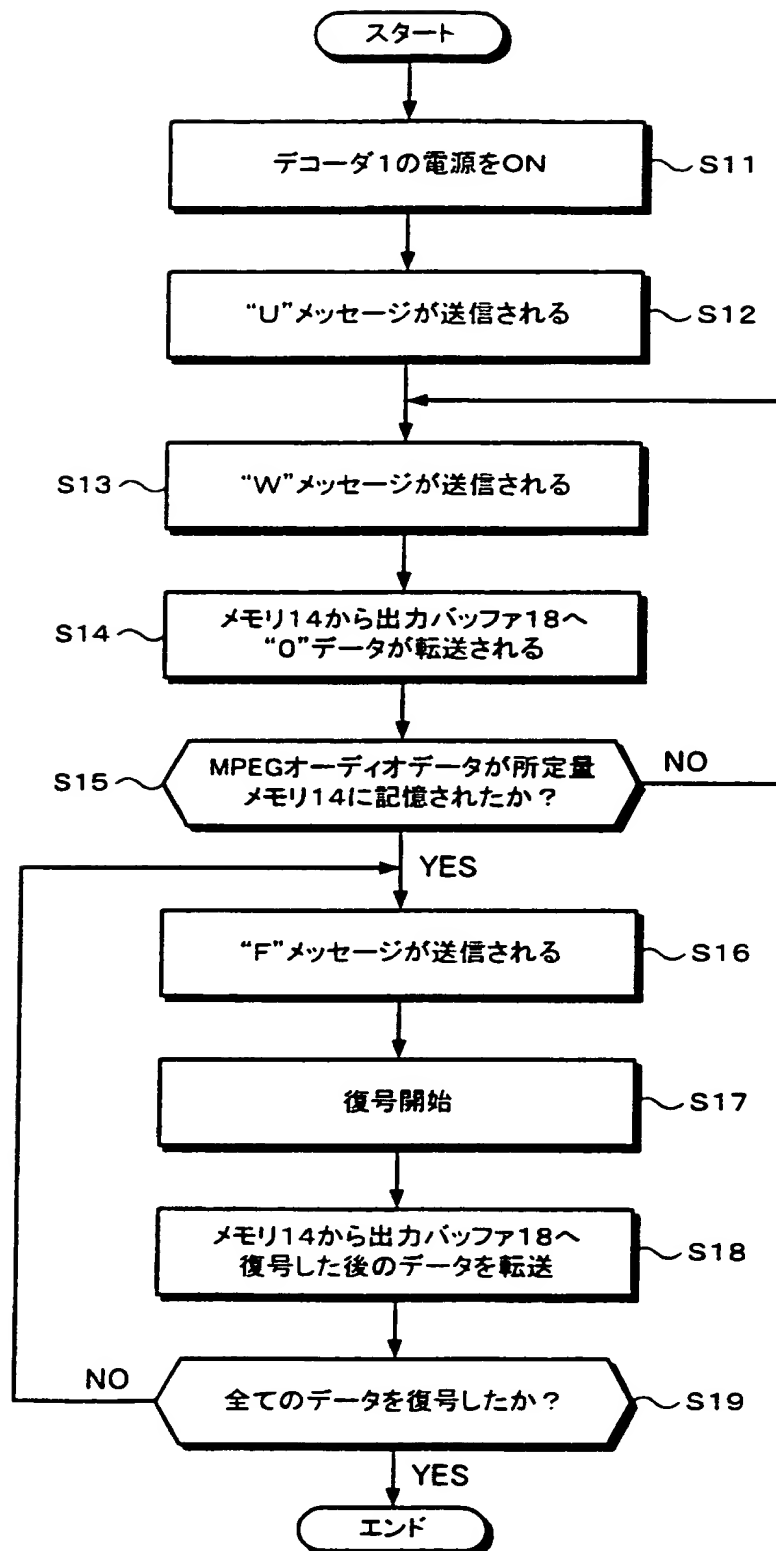 スタート
デコーダ1の電源をON
S11
“U”メッセージが送信される
S12
S13
“W”メッセージが送信される
S14
メモリ14から出力バッファ18へ
“0”データが転送される
S15
MPEGオーディオデータが所定量
メモリ14に記憶されたか?
NO
YES
“F”メッセージが送信される
S16
復号開始
S17
メモリ14から出力バッファ18へ
復号した後のデータを転送
S18
NO
全てのデータを復号したか?
S19
YES
エンド